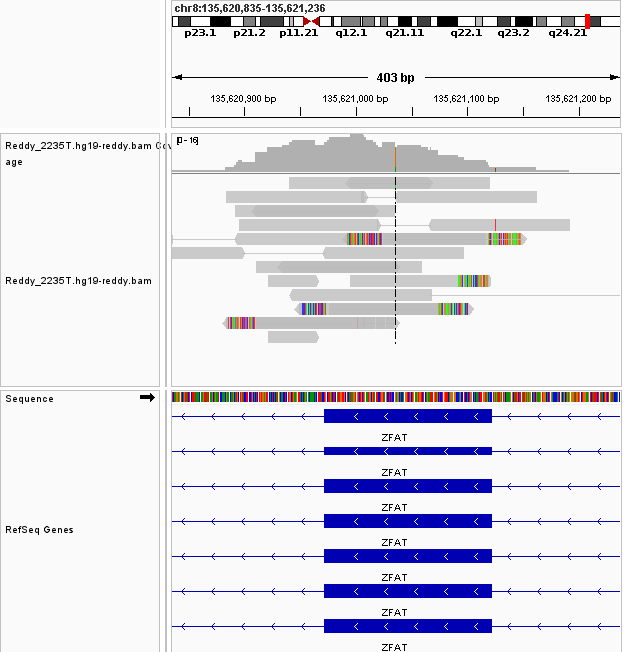 chr8:135,620,835-135,621,236
p23.1 p21.2 p11.21 q12.1 q21.11 q22.1 q23.2 q24.21
403 bp
135,620,900 bp 135,621,000 bp 135,621,100 bp 135,621,200 bp
Reddy_2235T.hg19-reddy.bam Cov
age
[0 - 16]
Reddy_2235T.hg19-reddy.bam
Sequence
ZFAT
ZFAT
ZFAT
RefSeq Genes
ZFAT
ZFAT
ZFAT
ZFAT